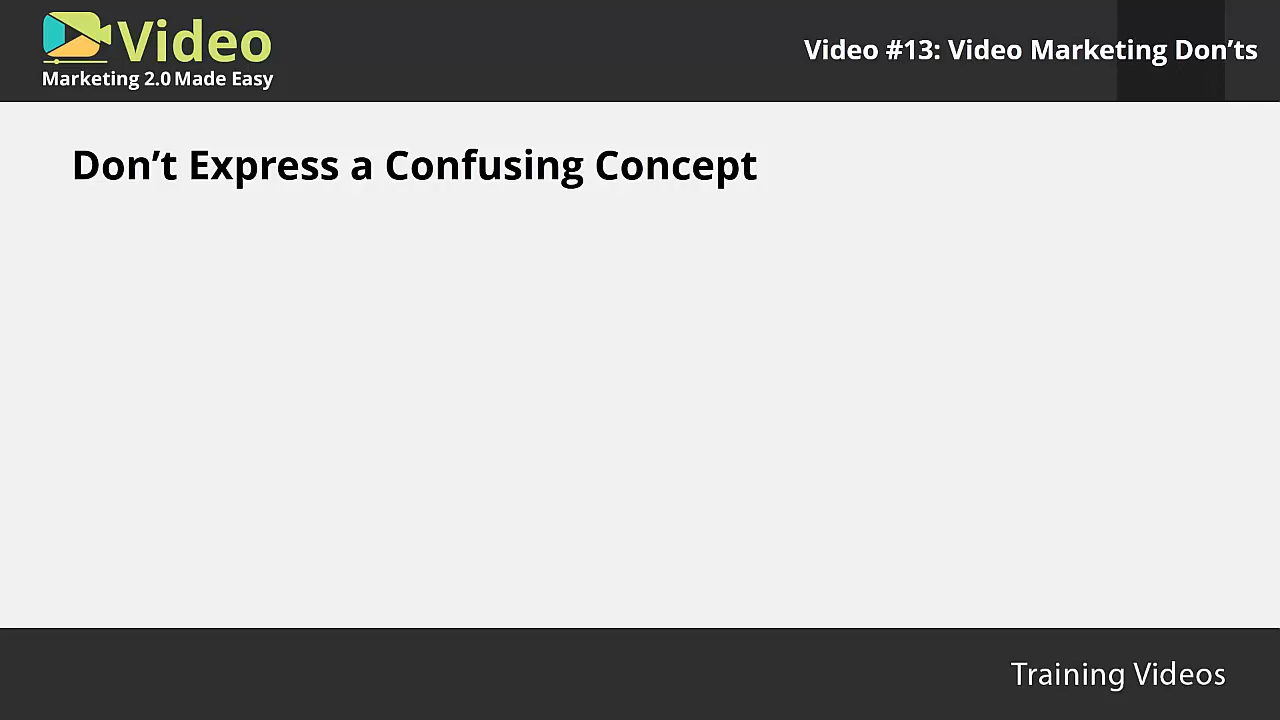 Video
Marketing 2.0 Made Easy
Video #13: Video Marketing Don’ts
Don’t Express a Confusing Concept
Training Videos